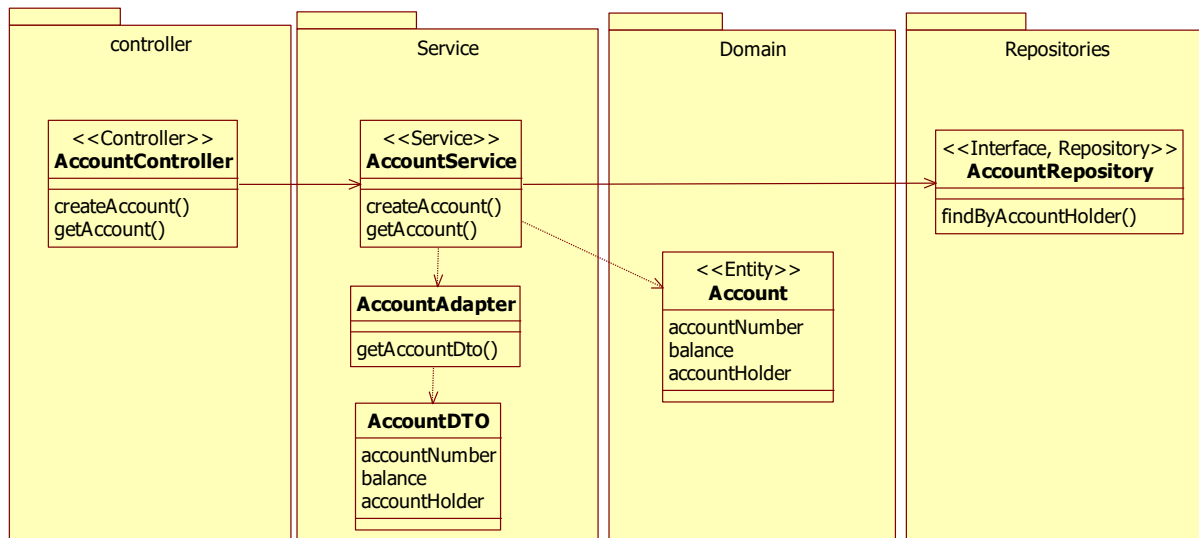 controller
Service
Domain
Repositories
<<Controller>>
AccountController
createAccount()
getAccount()
<<Service>>
AccountService
createAccount()
getAccount()
AccountAdapter
getAccountDto()
AccountDTO
accountNumber
balance
accountHolder
<<Entity>>
Account
accountNumber
balance
accountHolder
<<Interface, Repository>>
AccountRepository
findByAccountHolder()